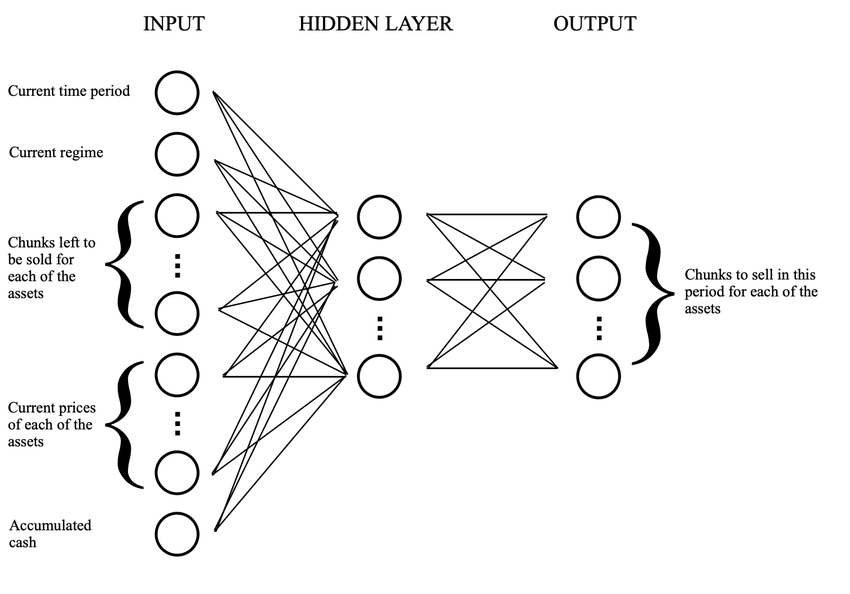 INPUT
HIDDEN LAYER
OUTPUT
Current time period
Current regime
Chunks left to
be sold for
each of the
assets
Current prices
of each of the
assets
Accumulated
cash
Chunks to sell in this
period for each of the
assets